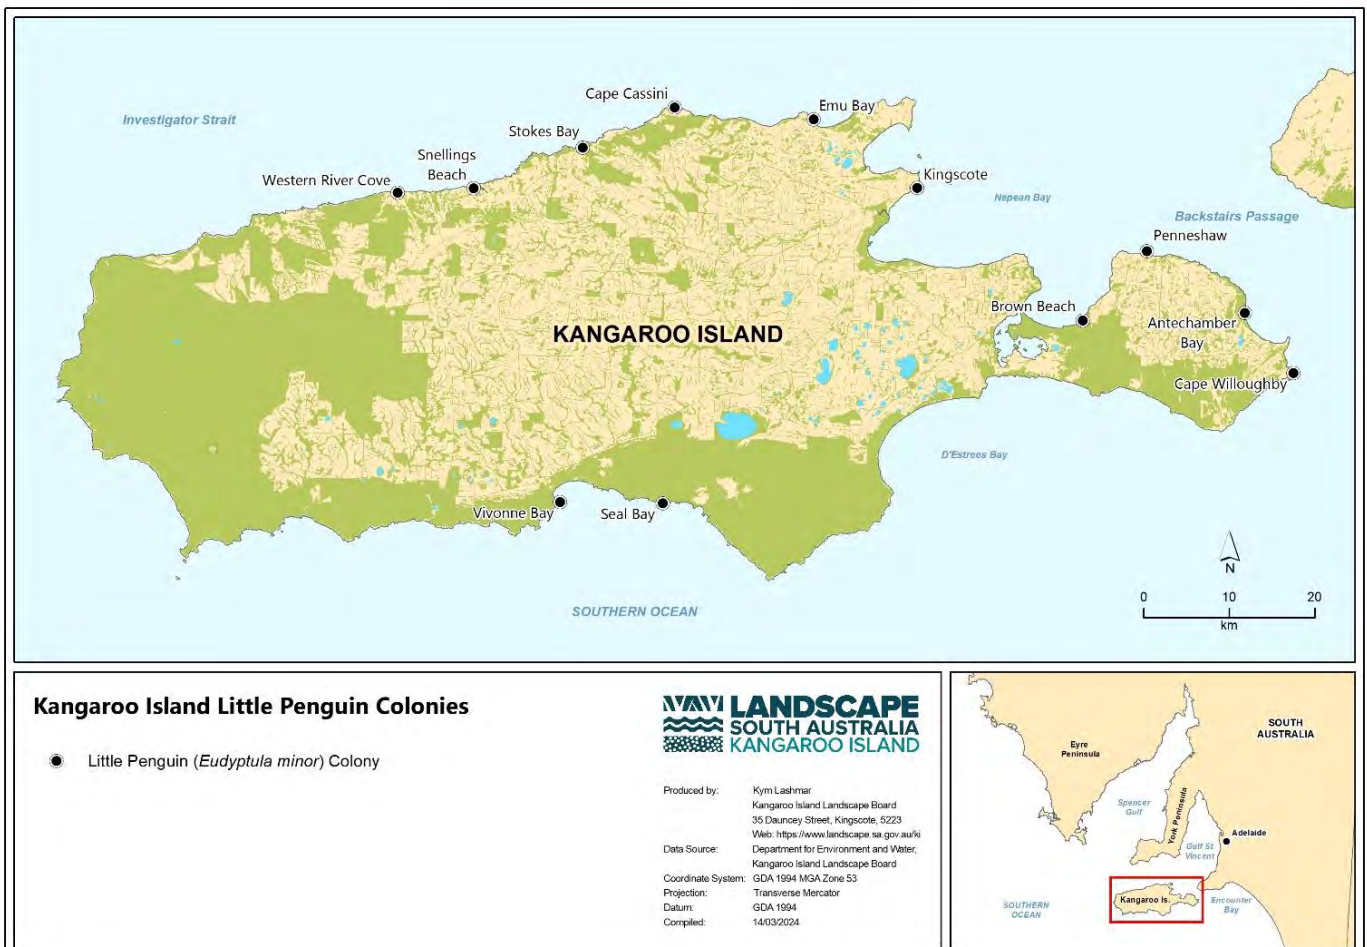 Investigator Strait
Cape Cassini
Emu Bay
Stokes Bay
Snellings
Beach
Western River Cove
Kingscote
Nepean Bay
Backstairs Passage
Penneshaw
Brown Beach
Antechamber
Bay
KANGAROO ISLAND
Cape Willoughby
D'Estrees Bay
Vivonne Bay
Seal Bay
SOUTHERN OCEAN
N
0 10 20
km
Kangaroo Island Little Penguin Colonies
Little Penguin (Eudyptula minor) Colony
LANDSCAPE
SOUTH AUSTRALIA
KANGAROO ISLAND
Produced by: Kym Lashmar
Kangaroo Island Landscape Board
35 Dauncey Street, Kingscote, 5223
Web: https://www.landscape.sa.gov.au/ki
Data Source: Department for Environment and Water,
Kangaroo Island Landscape Board
Coordinate System: GDA 1994 MGA Zone 53
Projection: Transverse Mercator
Datum: GDA 1994
Compiled: 14/03/2024
SOUTH
AUSTRALIA
Eyre
Peninsula
Spencer
Gulf
York Peninsula
Adelaide
Gulf St
Vincent
Kangaroo Is.
SOUTHERN
OCEAN
Encounter
Bay